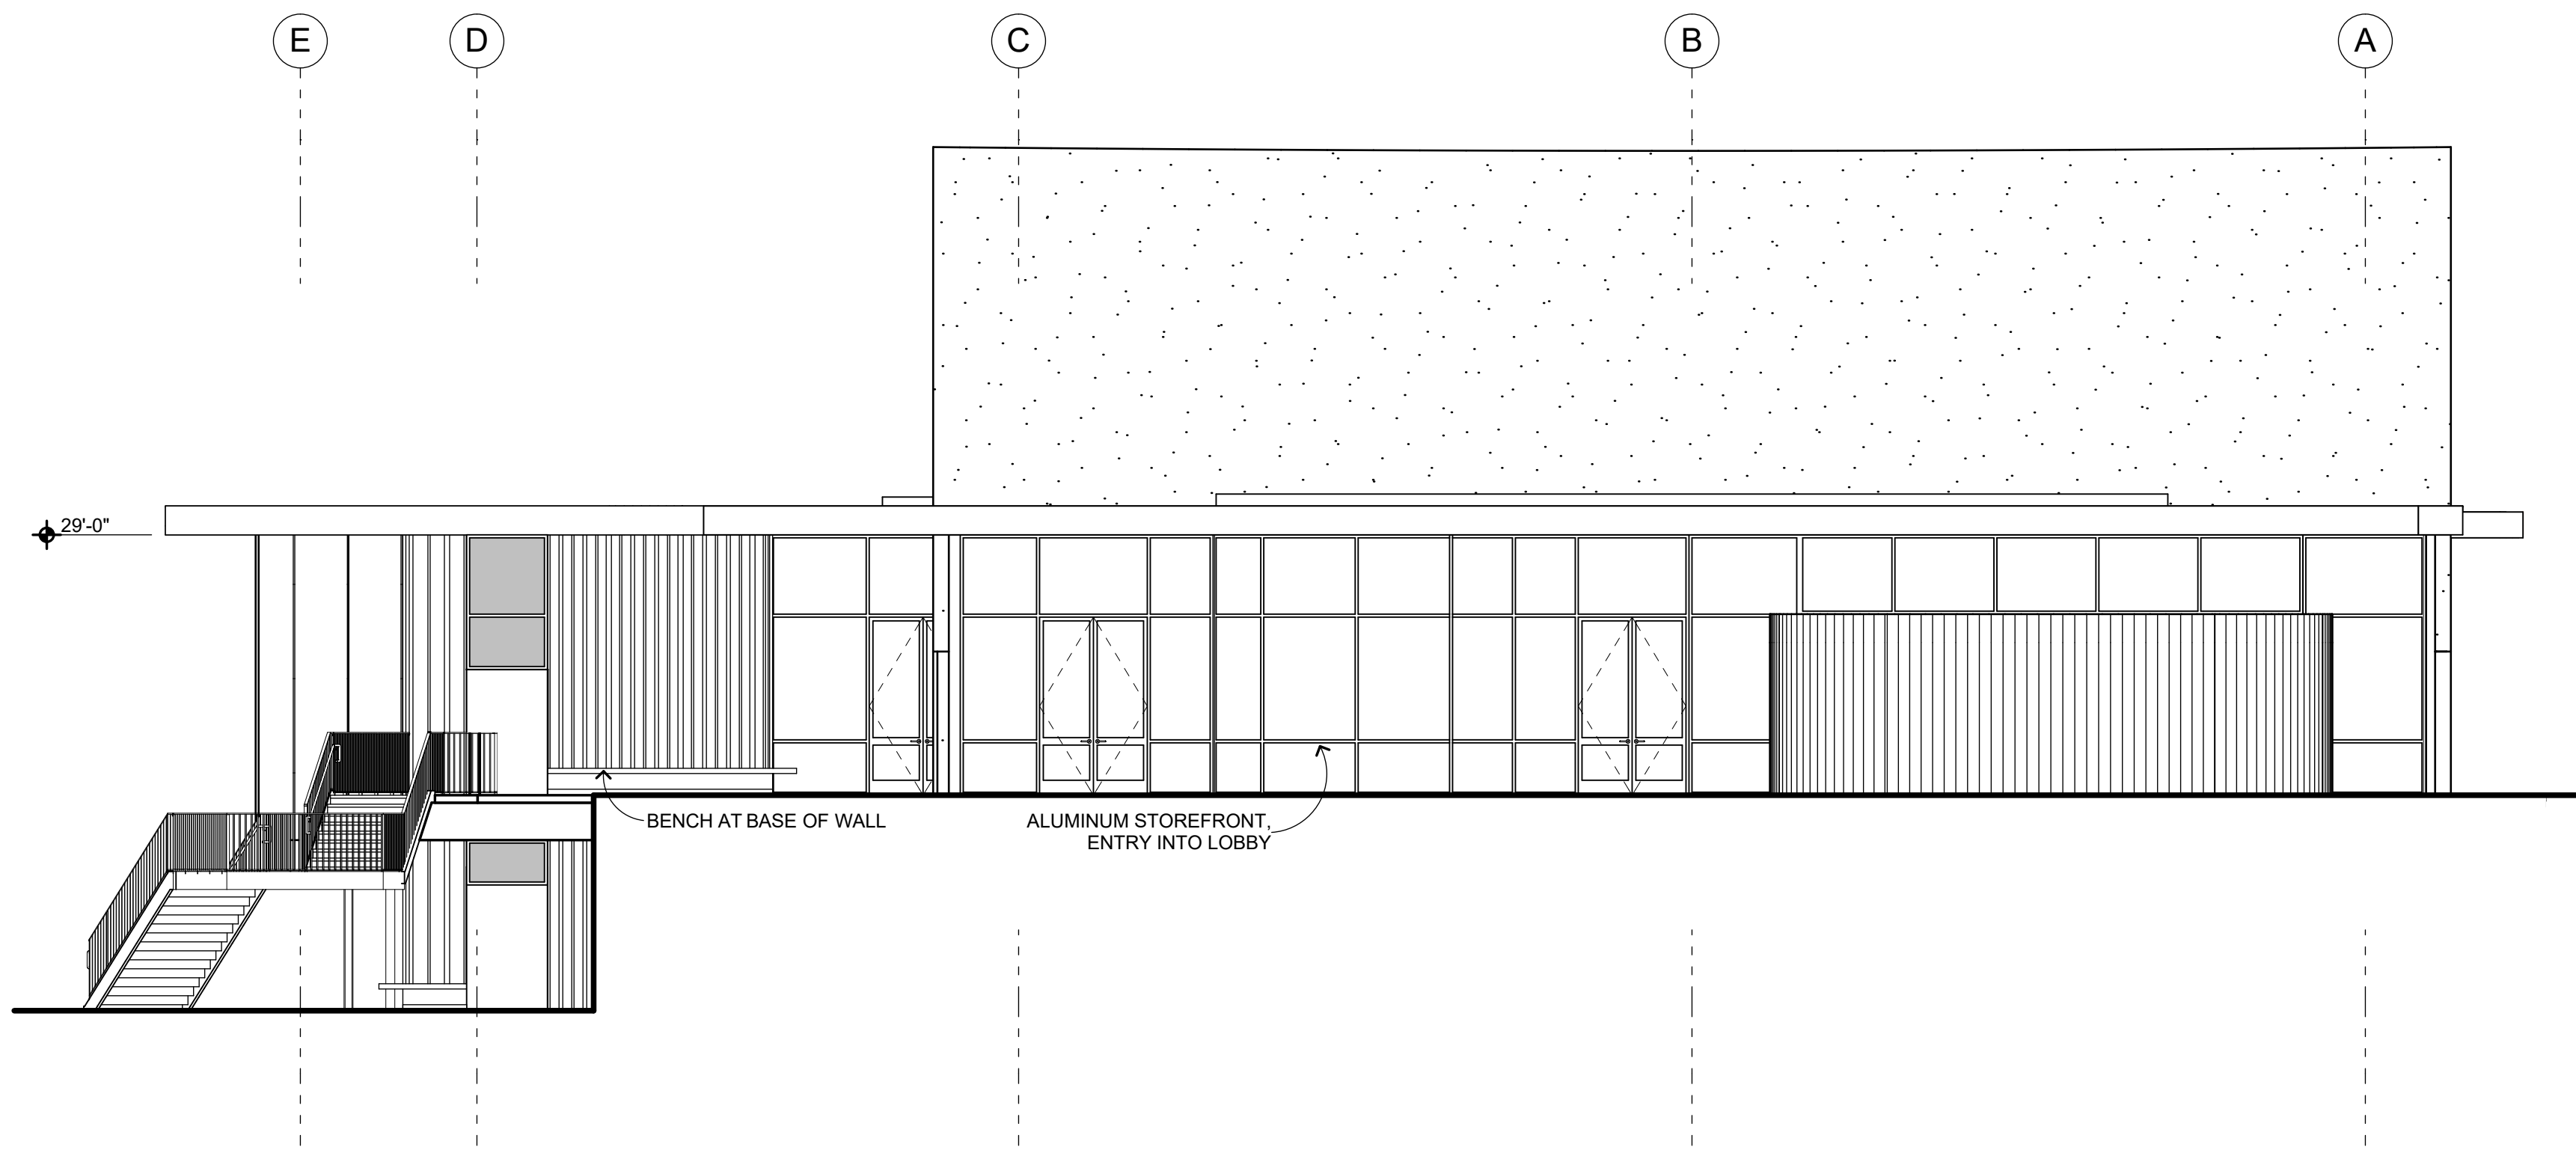 E
D
C
B
A
29'-0"
BENCH AT BASE OF WALL
ALUMINUM STOREFRONT,
ENTRY INTO LOBBY